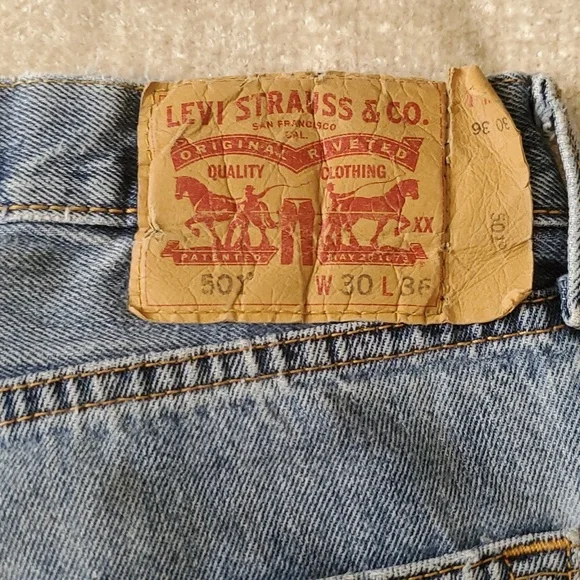 LEVI STRAUSS & CO.
SAN FRANCISCO
CAL.
ORIGINAL RIVETED
QUALITY CLOTHING
XX
PATENTED MAY 20 1873
501® W 30 L 36
30 36
501